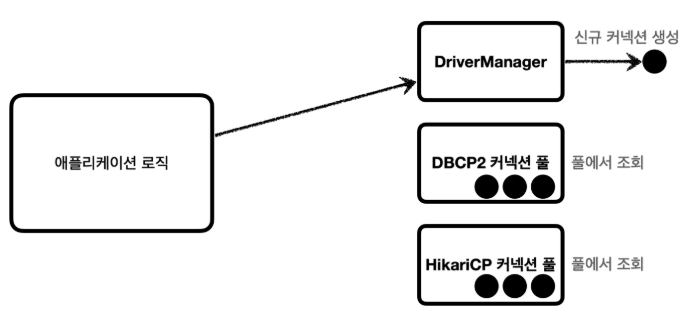 신규 커넥션 생성
DriverManager
애플리케이션 로직
DBCP2 커넥션 풀
풀에서 조회
HikariCP 커넥션 풀
풀에서 조회